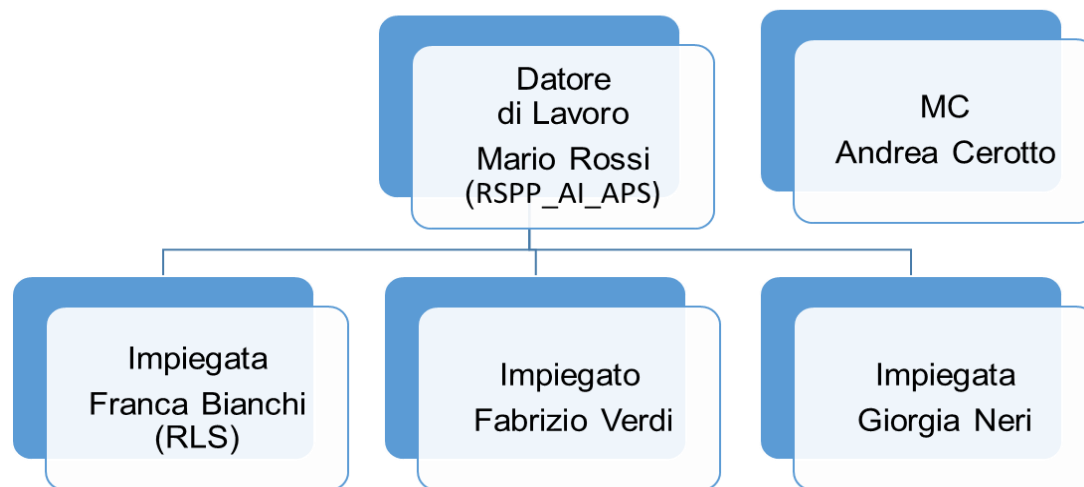 Datore
di Lavoro
Mario Rossi
(RSPP_AI_APS)
MC
Andrea Cerotto
Impiegata
Franca Bianchi
(RLS)
Impiegato
Fabrizio Verdi
Impiegata
Giorgia Neri